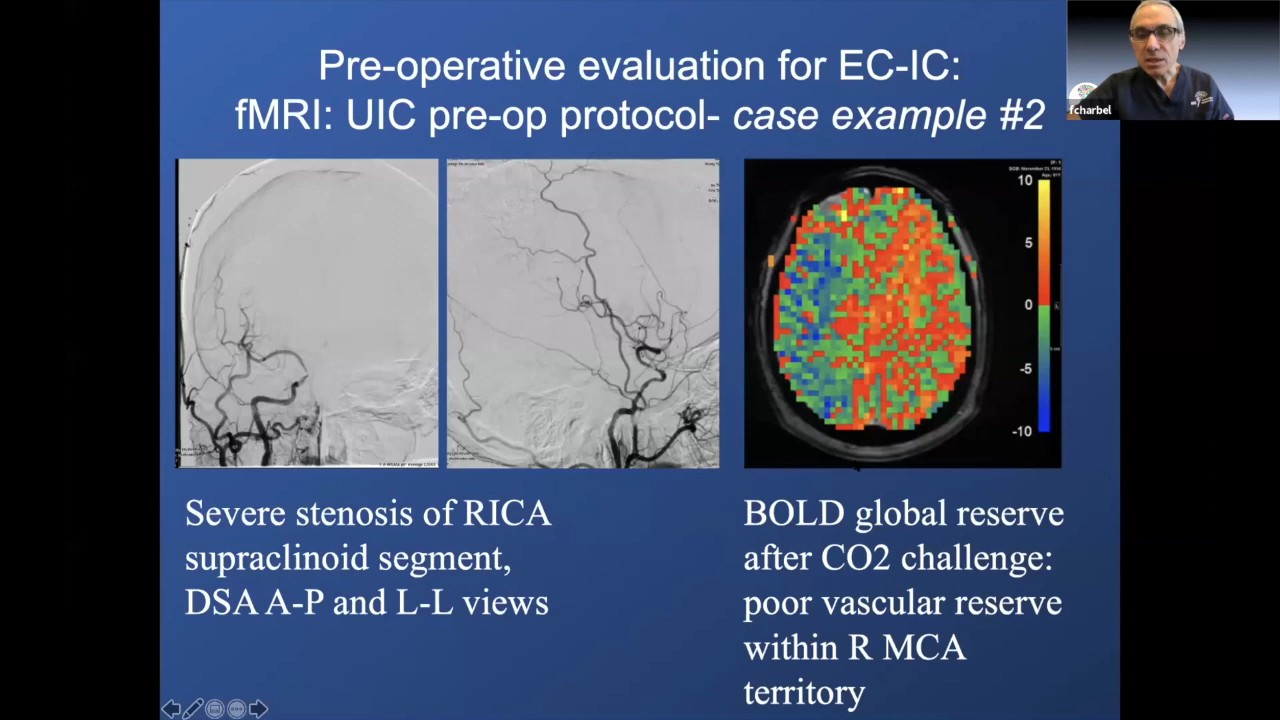 Pre-operative evaluation for EC-IC:
fMRI: UIC pre-op protocol- case example #2
fcharbel
10
5
0
-5
-10
Severe stenosis of RICA
supraclinoid segment,
DSA A-P and L-L views
BOLD global reserve
after CO2 challenge:
poor vascular reserve
within R MCA
territory